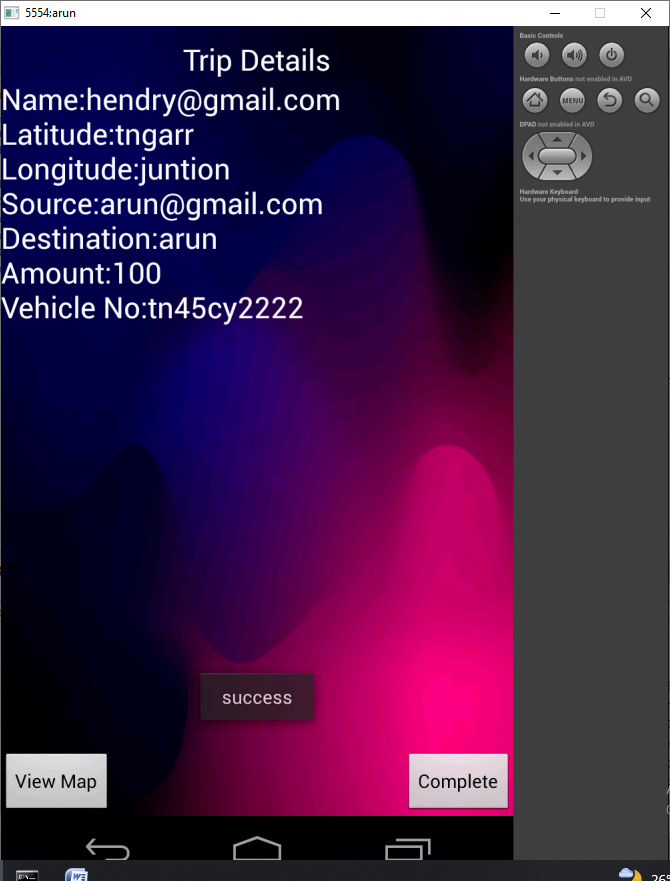 5554:arun
Trip Details
Name:hendry@gmail.com
Latitude:tngarr
Longitude:juntion
Source:arun@gmail.com
Destination:arun
Amount:100
Vehicle No:tn45cy2222
success
View Map
Complete
Basic Controls
Hardware Buttons not enabled in AVD
MENU
DPAD not enabled in AVD
Hardware Keyboard
Use your physical keyboard to provide input